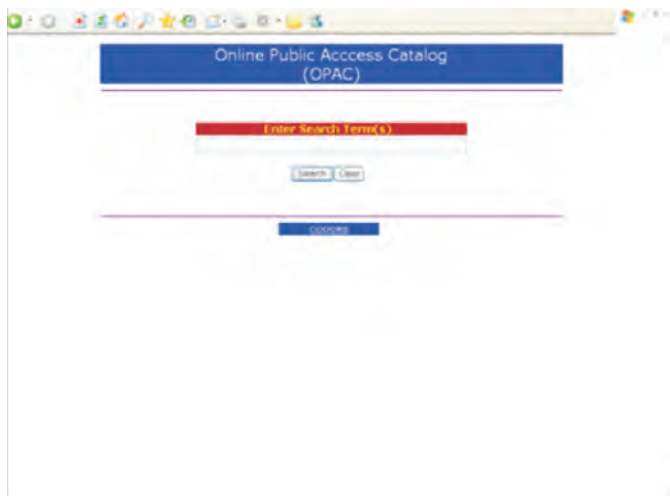 Online Public Acccess Catalog
(OPAC)
Enter Search Term(s)
Search Clear